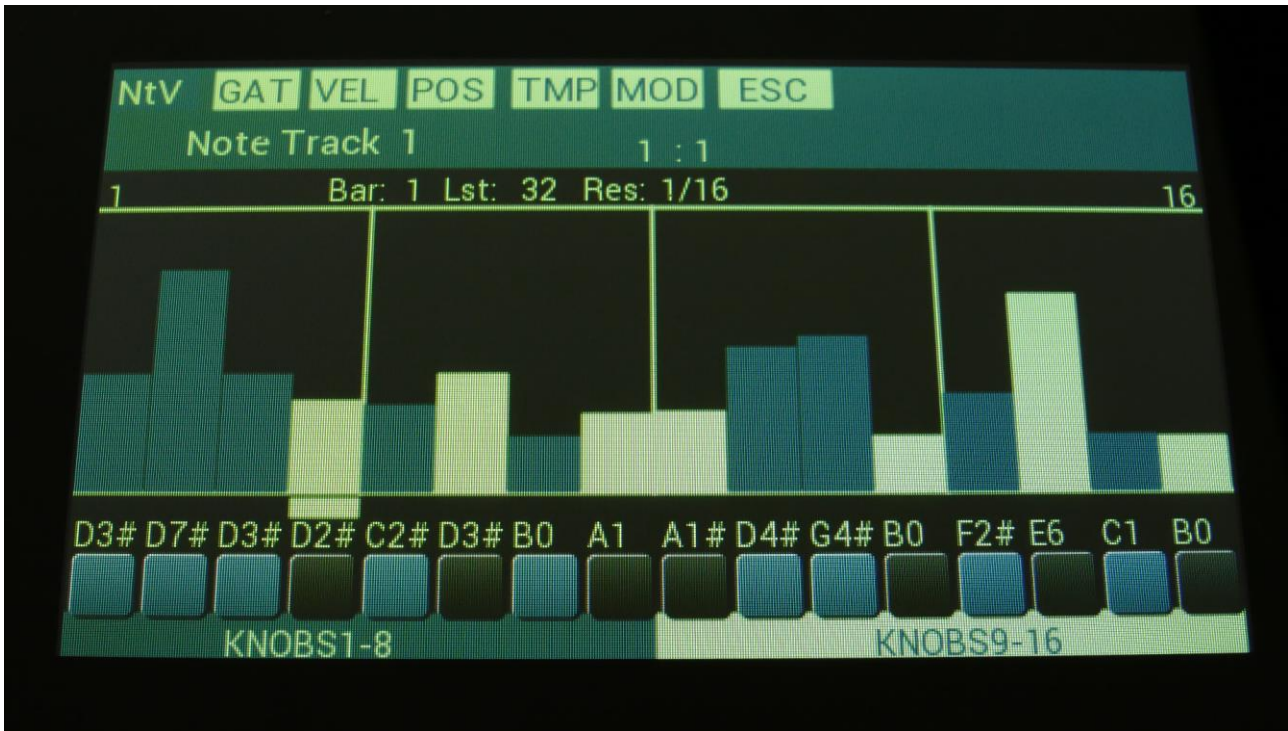 NtV GAT VEL POS TMP MOD ESC
Note Track 1 1 : 1
1 Bar: 1 Lst: 32 Res: 1/16 16
D3# D7# D3# D2# C2# D3# B0 A1 A1# D4# G4# B0 F2# E6 C1 B0
KNOBS1-8 KNOBS9-16